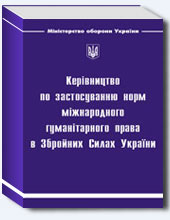 Міністерство оборони України
Керівництво
по застосуванню норм
міжнародного
гуманітарного права
в Збройних Силах України